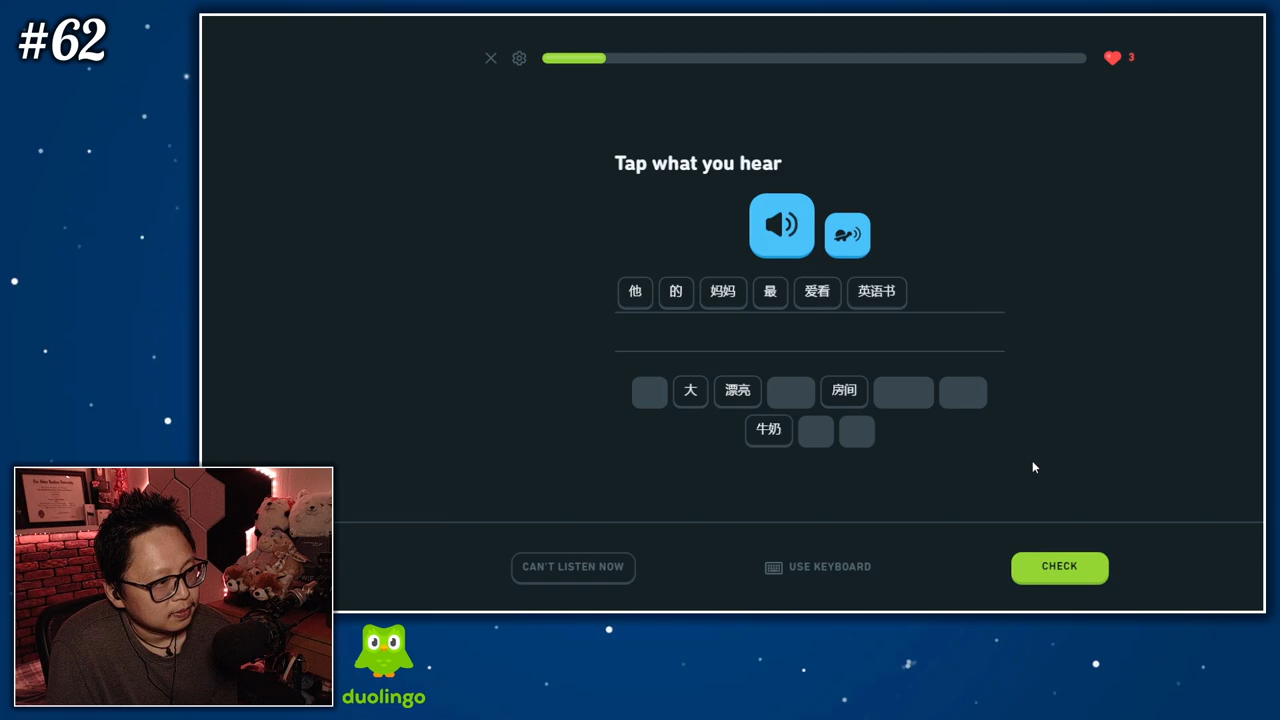 #62
3
Tap what you hear
他 的 妈妈 最 爱看 英语书
大 漂亮 房间
牛奶
CAN'T LISTEN NOW
USE KEYBOARD
CHECK
duolingo